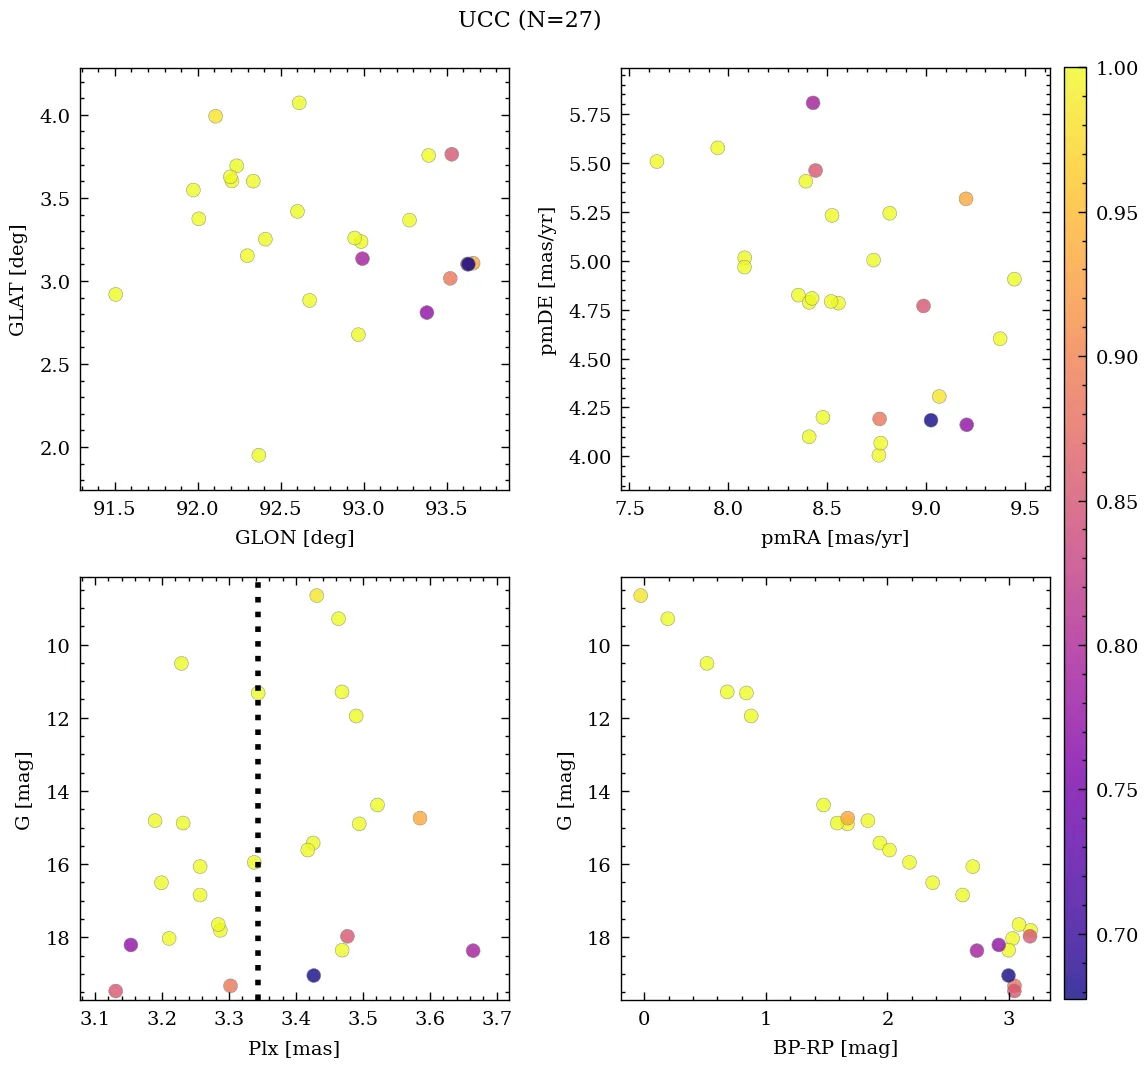 UCC (N=27)
4.0
3.5
3.0
2.5
2.0
GLAT [deg]
91.5 92.0 92.5 93.0 93.5
GLON [deg]
5.75
5.50
5.25
5.00
4.75
4.50
4.25
4.00
pmDE [mas/yr]
7.5 8.0 8.5 9.0 9.5
pmRA [mas/yr]
10
12
14
16
18
G [mag]
3.1 3.2 3.3 3.4 3.5 3.6 3.7
Plx [mas]
10
12
14
16
18
G [mag]
0 1 2 3
BP-RP [mag]
1.00
0.95
0.90
0.85
0.80
0.75
0.70